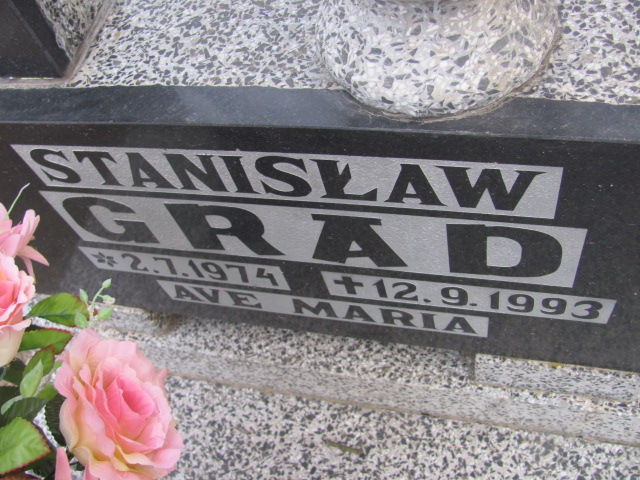 STANISŁAW
GRAD
*2.7.1974 ✝12.9.1993
AVE MARIA